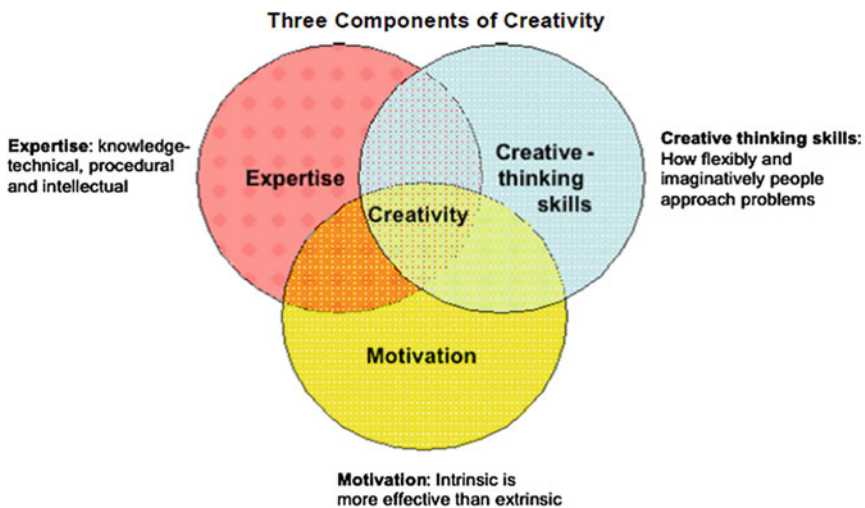 Three Components of Creativity
Expertise: knowledge-
technical, procedural
and intellectual
Expertise
Creative -
thinking
skills
Creativity
Creative thinking skills:
How flexibly and
imaginatively people
approach problems
Motivation
Motivation: Intrinsic is
more effective than extrinsic